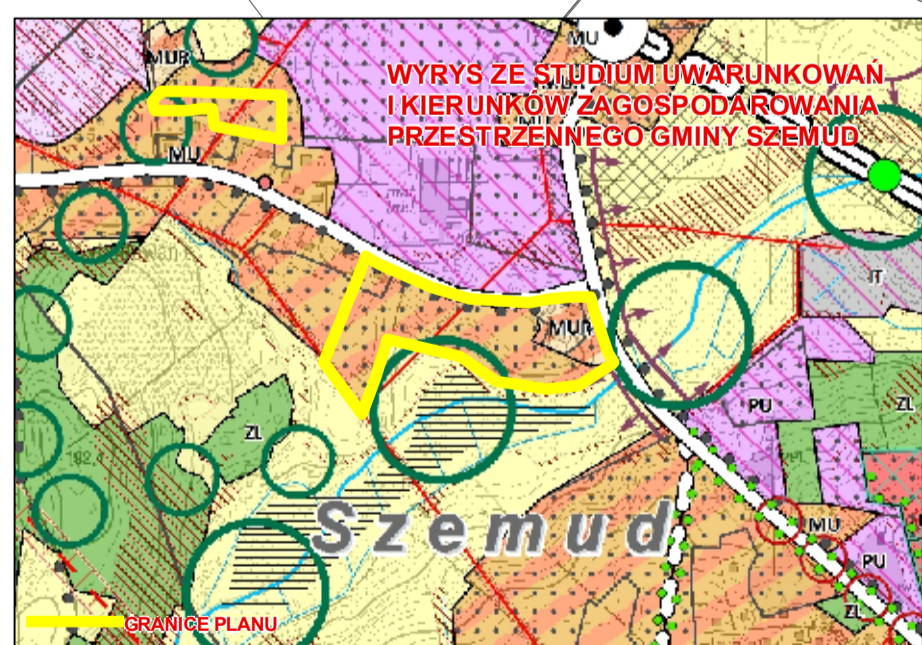 MU
MUR
WYRYS ZE STUDIUM UWARUNKOWAŃ
I KIERUNKÓW ZAGOSPODAROWANIA
PRZESTRZENNEGO GMINY SZEMUD
MU
IT
MUR
PU
ZL
ZL
Szemud
MU
PU
ZL
GRANICE PLANU